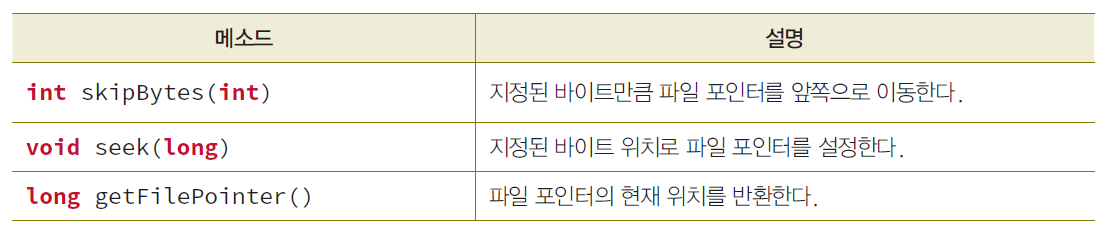 메소드 설명
int skipBytes(int) 지정된 바이트만큼 파일 포인터를 앞쪽으로 이동한다.
void seek(long) 지정된 바이트 위치로 파일 포인터를 설정한다.
long getFilePointer() 파일 포인터의 현재 위치를 반환한다.